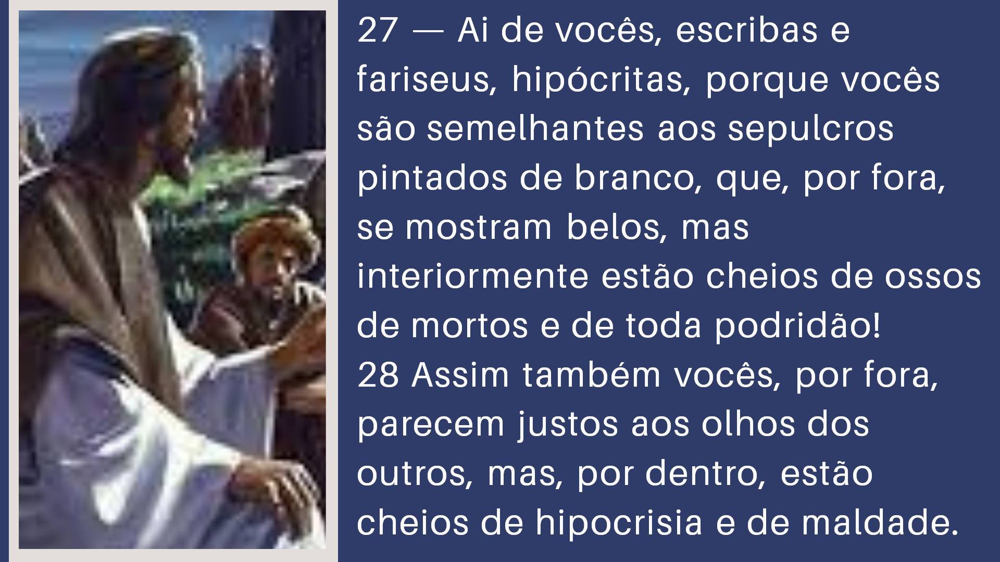 27 — Ai de vocês, escribas e
fariseus, hipócritas, porque vocês
são semelhantes aos sepulcros
pintados de branco, que, por fora,
se mostram belos, mas
interiormente estão cheios de ossos
de mortos e de toda podridão!
28 Assim também vocês, por fora,
parecem justos aos olhos dos
outros, mas, por dentro, estão
cheios de hipocrisia e de maldade.